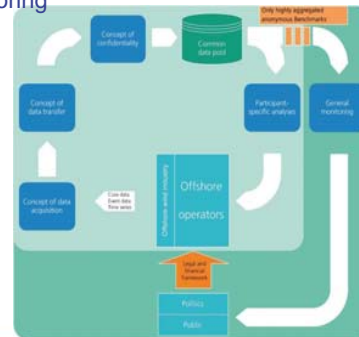 oring
Only highly aggregated
anonymous Benchmarks
Concept of
confidentiality
Common
data pool
Concept of
data transfer
Participant-
specific analyses
General
monitoring
Concept of data
acquisition
Core data
Event data
Time series
Offshore wind industry
Offshore
operators
Legal and
financial
framework
Politics
Public